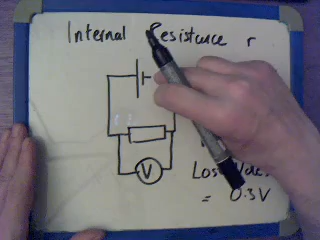 Internal Resistance r
V
Lost Volts
= 0.3V